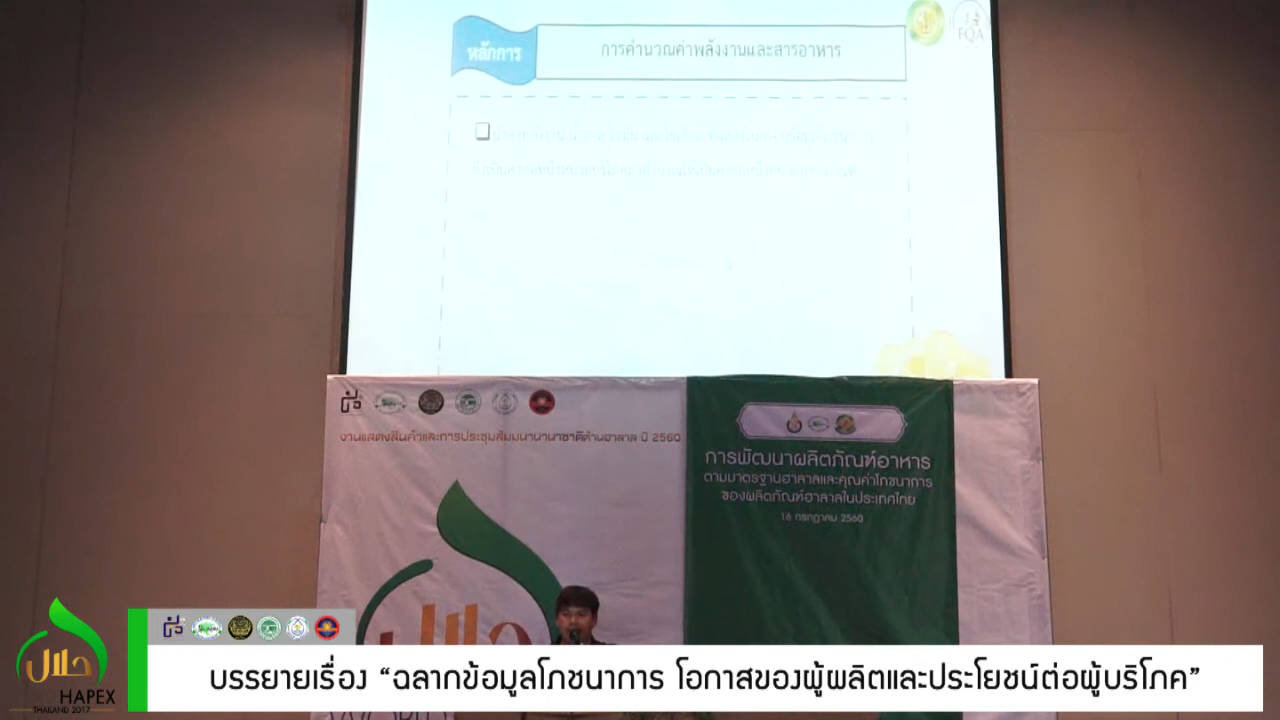 หลักการ
การคำนวณค่าพลังงานและสารอาหาร
FQA
งานแสดงสินค้าและการประชุมสัมมนานานาชาติด้านฮาลาล ปี 2560
การพัฒนาผลิตภัณฑ์อาหาร
ตามมาตรฐานฮาลาลและคุณค่าโภชนาการ
ของผลิตภัณฑ์ฮาลาลในประเทศไทย
16 กรกฎาคม 2560
حلال
HAPEX
THAILAND 2017
บรรยายเรื่อง “ฉลากข้อมูลโภชนาการ โอกาสของผู้ผลิตและประโยชน์ต่อผู้บริโภค”